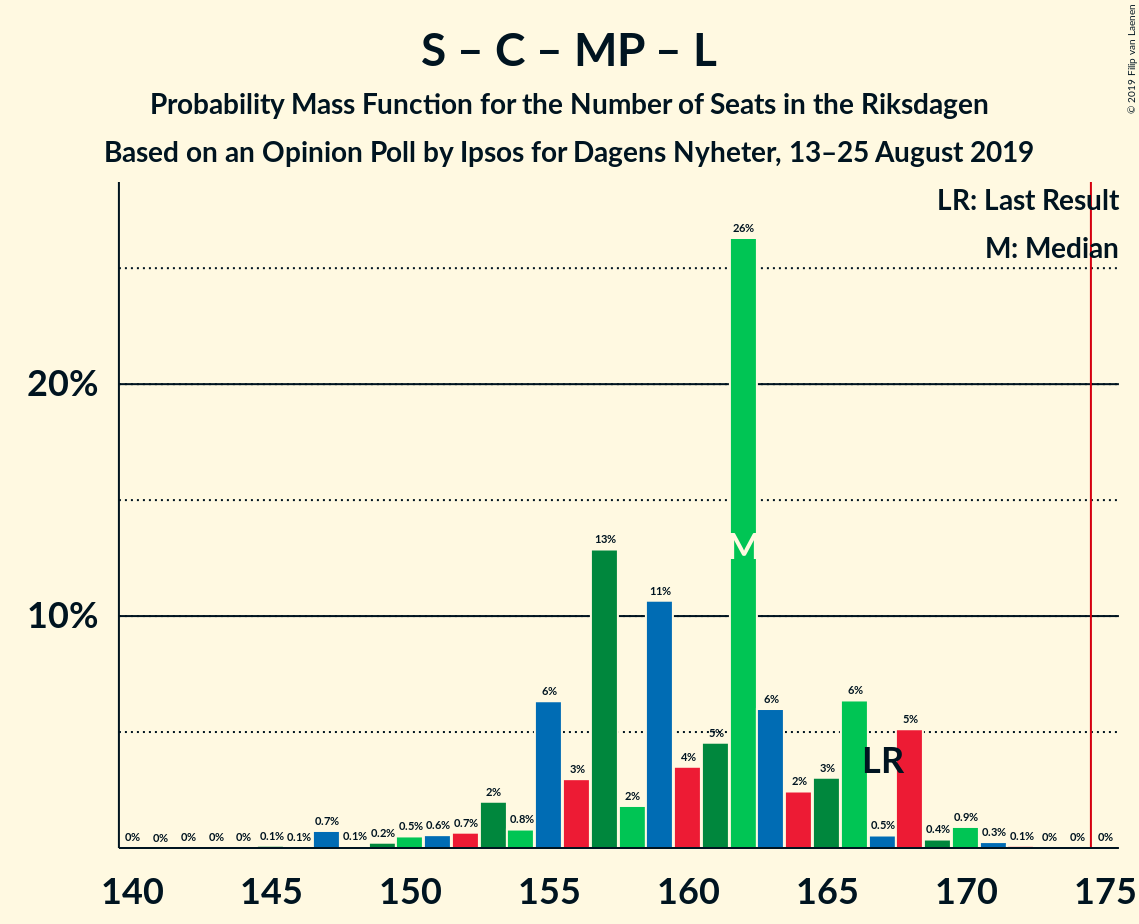 S – C – MP – L
Probability Mass Function for the Number of Seats in the Riksdagen
Based on an Opinion Poll by Ipsos for Dagens Nyheter, 13–25 August 2019
© 2019 Filip van Laenen
LR: Last Result
M: Median
20%
10%
0% 0% 0% 0% 0% 0.1% 0.1% 0.7% 0.1% 0.2% 0.5% 0.6% 0.7% 2% 0.8% 6% 3% 13% 2% 11% 4% 5% 26% 6% 2% 3% 6% 0.5% 5% 0.4% 0.9% 0.3% 0.1% 0% 0% 0%
M
LR
140 145 150 155 160 165 170 175